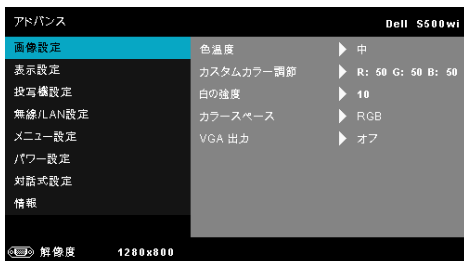 アドバンス Dell S500wi
画像設定 色温度 中
表示設定 カスタムカラー調節 R: 50 G: 50 B: 50
投写機設定 白の強度 10
無線/LAN設定 カラースペース RGB
メニュー設定 VGA 出力 オフ
パワー設定
対話式設定
情報
解像度 1280x800